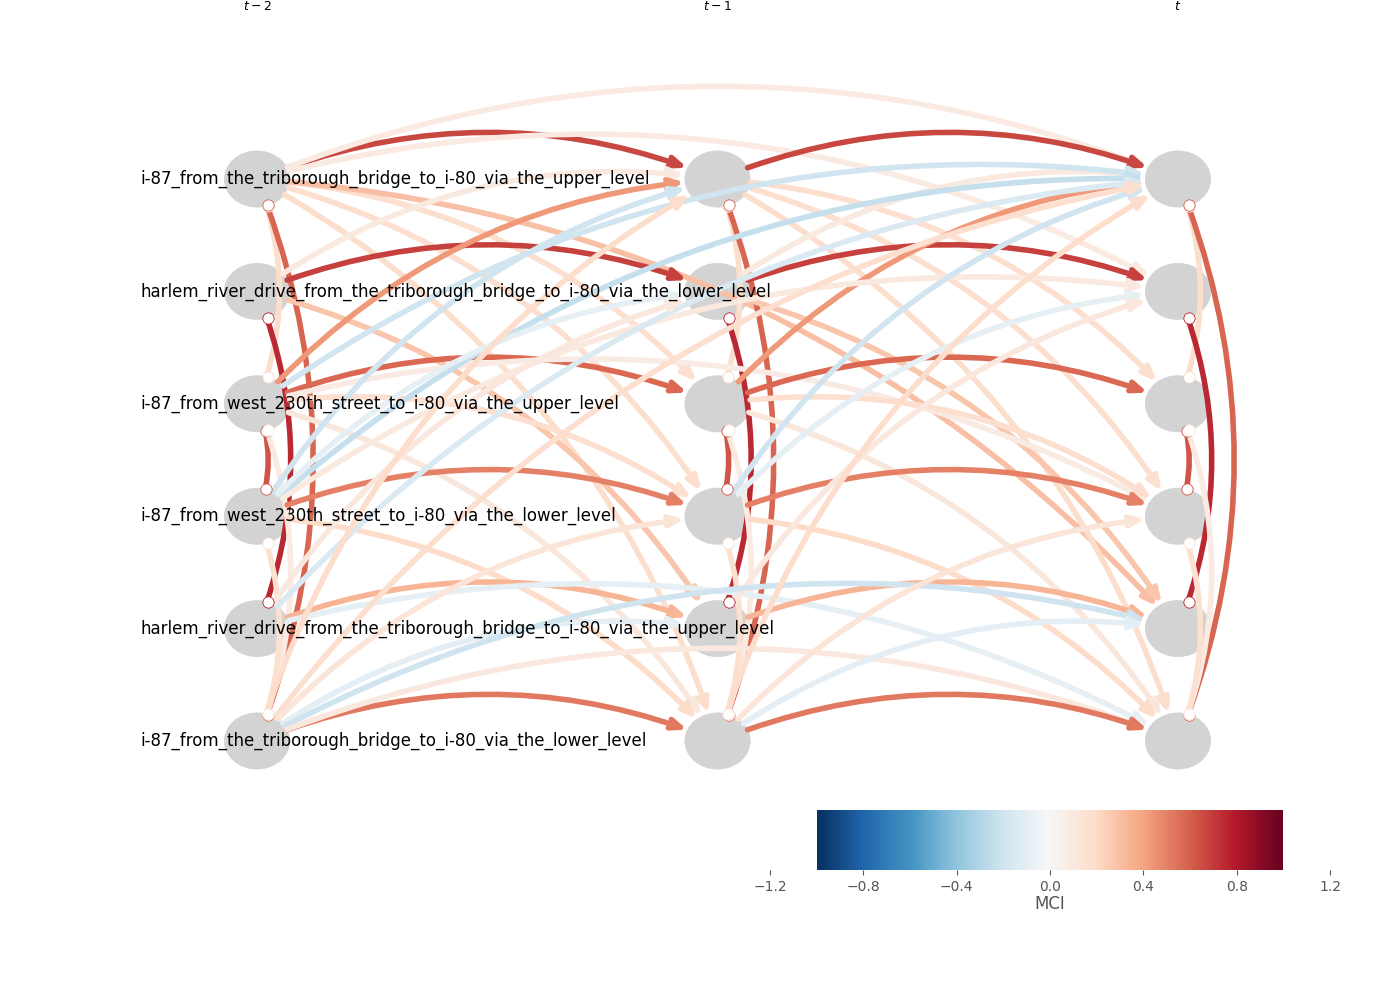 t − 2 t − 1 t
i-87_from_the_triborough_bridge_to_i-80_via_the_upper_level
harlem_river_drive_from_the_triborough_bridge_to_i-80_via_the_lower_level
i-87_from_west_230th_street_to_i-80_via_the_upper_level
i-87_from_west_230th_street_to_i-80_via_the_lower_level
harlem_river_drive_from_the_triborough_bridge_to_i-80_via_the_upper_level
i-87_from_the_triborough_bridge_to_i-80_via_the_lower_level
−1.2 −0.8 −0.4 0.0 0.4 0.8 1.2
MCI